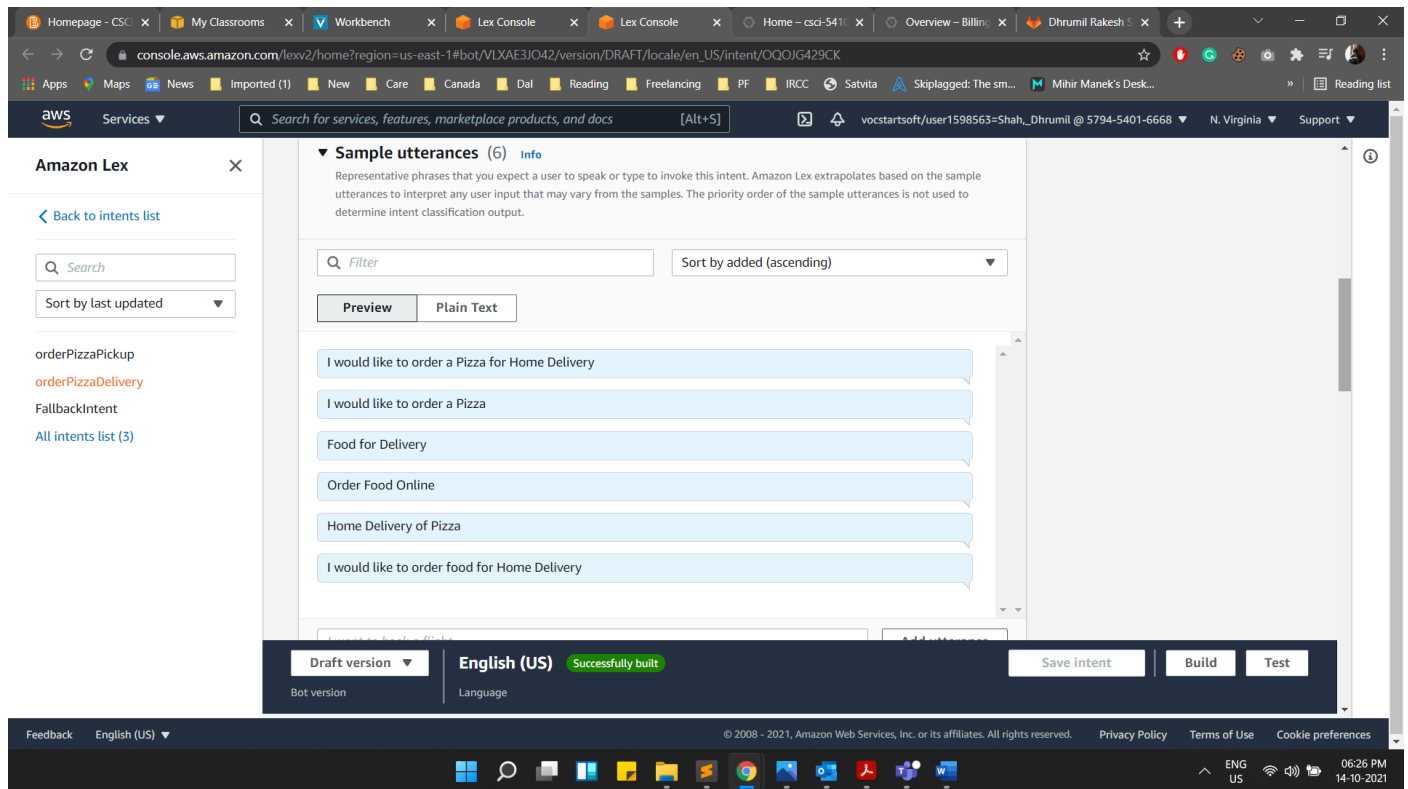 Homepage - CSC
My Classrooms
Workbench
Lex Console
Lex Console
Home – csci-541
Overview – Billing
Dhrumil Rakesh S
console.aws.amazon.com/lexv2/home?region=us-east-1#bot/VLXAE3JO42/version/DRAFT/locale/en_US/intent/OQOJG429CK
Apps Maps News Imported (1) New Care Canada Dal Reading Freelancing PF IRCC Satvita Skiplagged: The sm... Mihir Manek's Desk... » Reading list
aws Services ▼ Search for services, features, marketplace products, and docs [Alt+S] vocstartsoft/user1598563=Shah,_Dhrumil @ 5794-5401-6668 ▼ N. Virginia ▼ Support ▼
Amazon Lex
Back to intents list
Search
Sort by last updated
orderPizzaPickup
orderPizzaDelivery
FallbackIntent
All intents list (3)
Sample utterances (6) Info
Representative phrases that you expect a user to speak or type to invoke this intent. Amazon Lex extrapolates based on the sample
utterances to interpret any user input that may vary from the samples. The priority order of the sample utterances is not used to
determine intent classification output.
Filter
Sort by added (ascending)
Preview Plain Text
I would like to order a Pizza for Home Delivery
I would like to order a Pizza
Food for Delivery
Order Food Online
Home Delivery of Pizza
I would like to order food for Home Delivery
I want to book a flight
Add utterance
Draft version ▼ English (US) Successfully built Save intent Build Test
Bot version Language
Feedback English (US) ▼ © 2008 - 2021, Amazon Web Services, Inc. or its affiliates. All rights reserved. Privacy Policy Terms of Use Cookie preferences
ENG
US
06:26 PM
14-10-2021